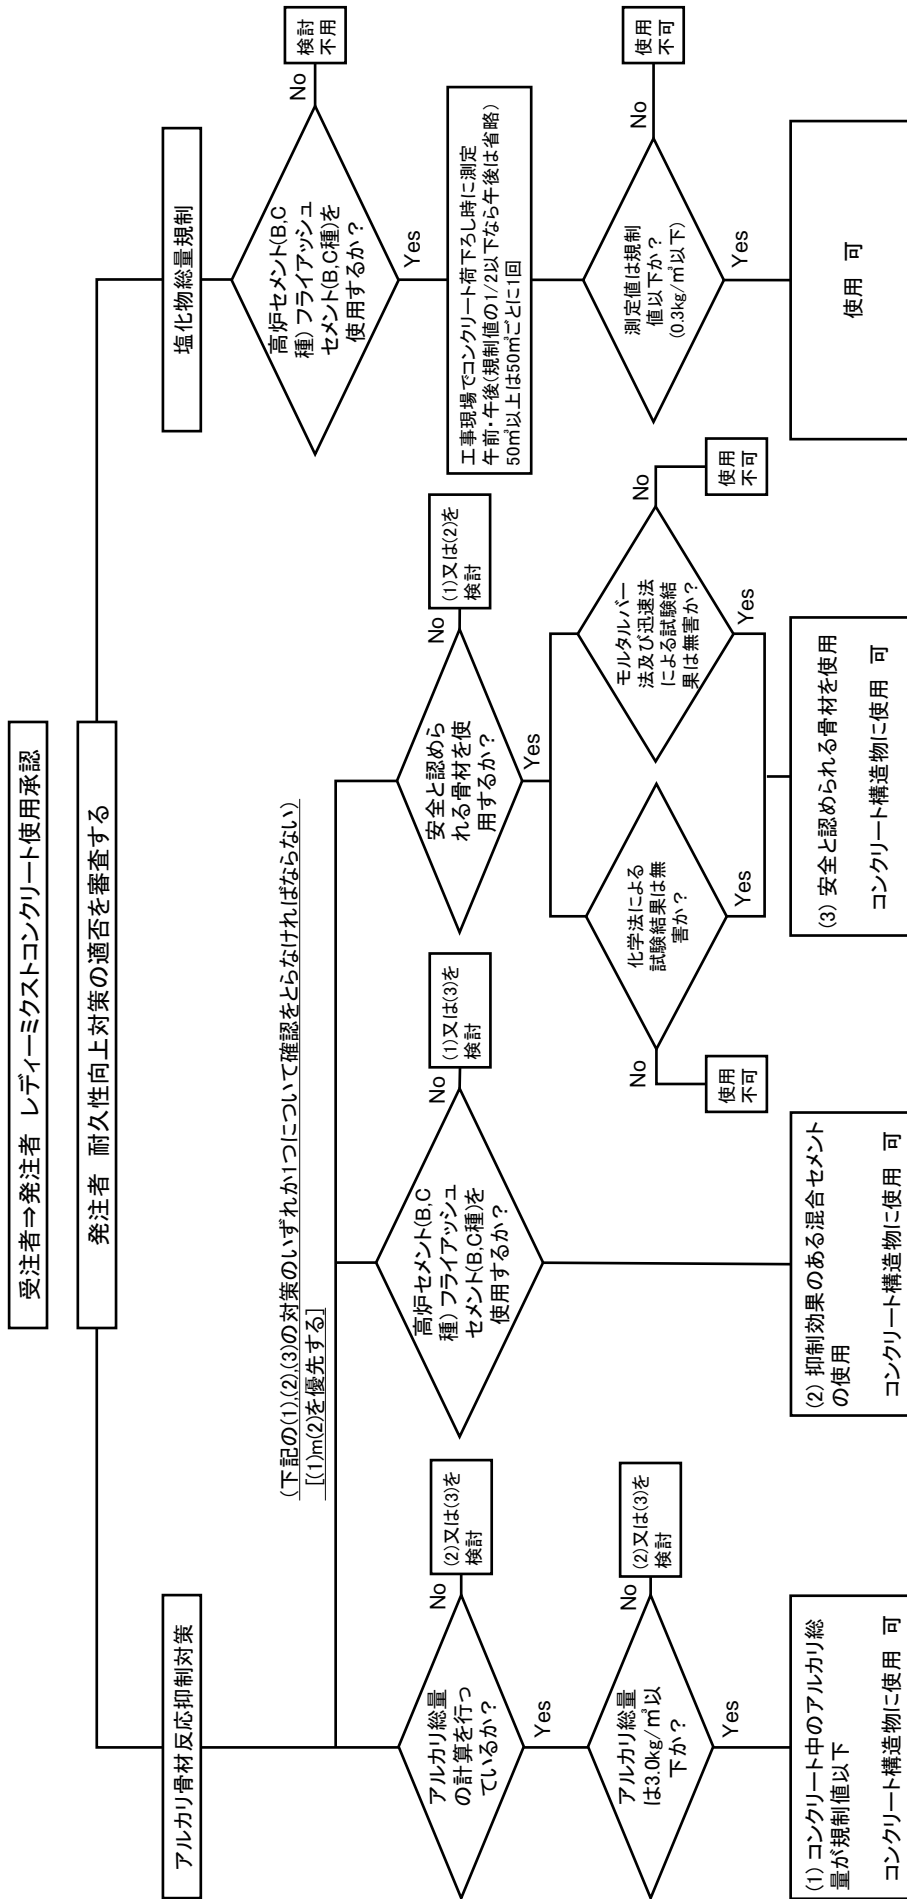 受注者⇒発注者 レディーミクストコンクリート使用承認
発注者 耐久性向上対策の適否を審査する
アルカリ骨材反応抑制対策
塩化物総量規制
(下記の(1),(2),(3)の対策のいずれか1つについて確認をとらなければならない)
[(1)m(2)を優先する]
アルカリ総量
の計算を行っ
ているか？
No
(2)又は(3)を
検討
Yes
アルカリ総量
は3.0kg/㎥以
下か？
No
(2)又は(3)を
検討
Yes
(1) コンクリート中のアルカリ総
量が規制値以下
コンクリート構造物に使用 可
高炉セメント(B,C
種) フライアッシュ
セメント(B,C種)を
使用するか？
No
(1)又は(3)を
検討
(2) 抑制効果のある混合セメント
の使用
コンクリート構造物に使用 可
安全と認めら
れる骨材を使
用するか？
No
(1)又は(2)を
検討
Yes
化学法による
試験結果は無
害か？
No
使用
不可
Yes
モルタルバー
法及び迅速法
による試験結
果は無害か？
No
使用
不可
Yes
(3) 安全と認められる骨材を使用
コンクリート構造物に使用 可
高炉セメント(B,C
種) フライアッシュ
セメント(B,C種)を
使用するか？
No
検討
不用
Yes
工事現場でコンクリート荷下ろし時に測定
午前・午後(規制値の1/2以下なら午後は省略)
50㎥以上は50㎥ごとに1回
測定値は規制
値以下か？
(0.3kg/㎥以下)
No
使用
不可
Yes
使用 可